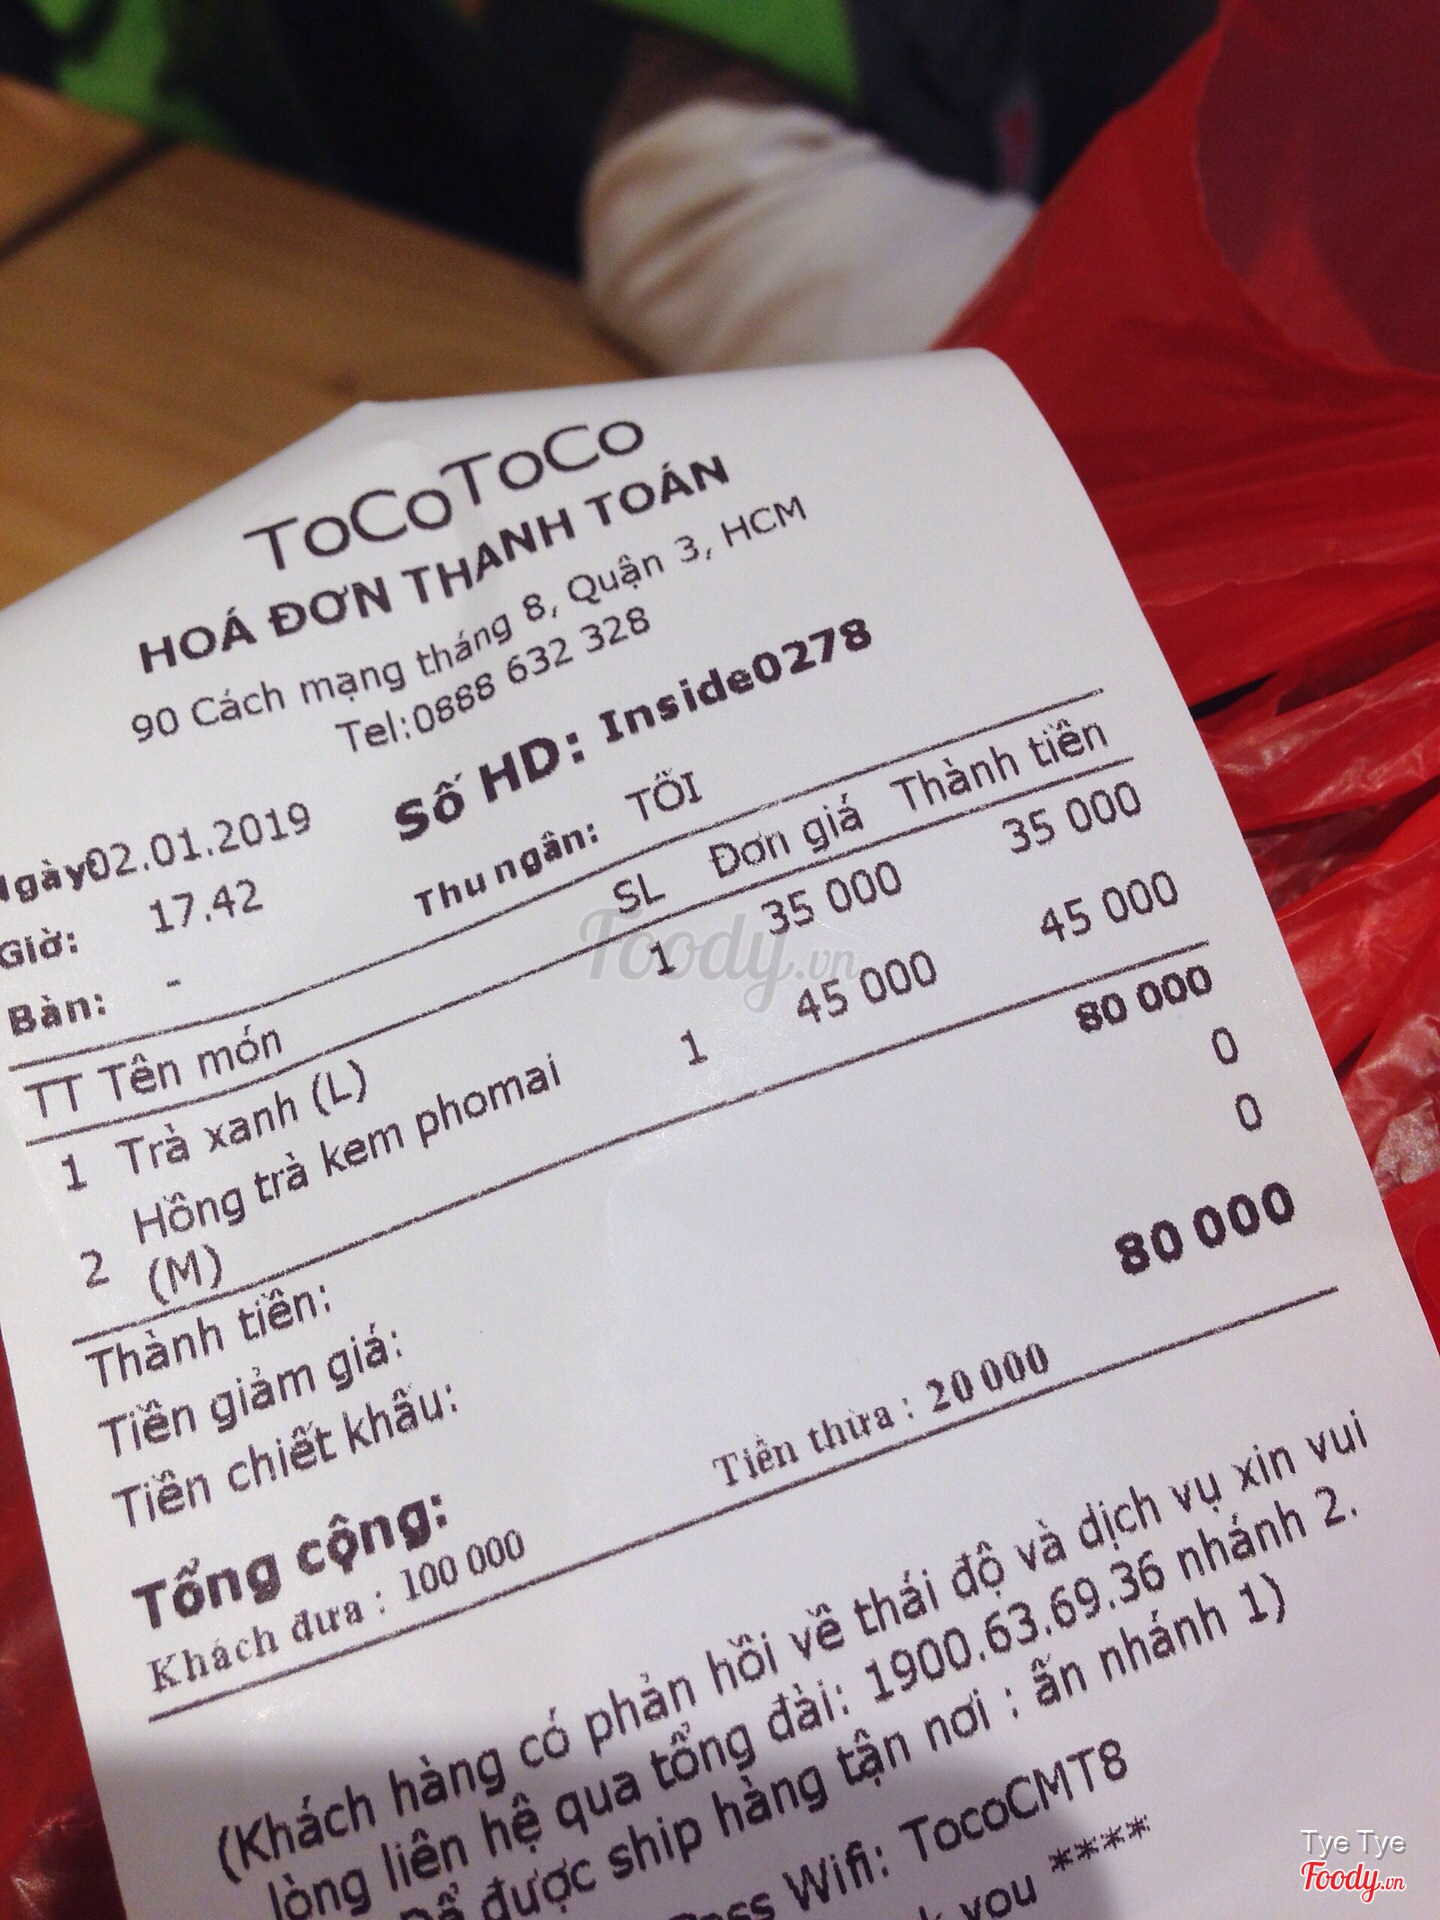 ToCoToCo
HOÁ ĐƠN THANH TOÁN
90 Cách mạng tháng 8, Quận 3, HCM
Tel:0888 632 328
Số HD: Inside0278
Ngày 02.01.2019
Giờ: 17.42 Thu ngân: TỐI
Bàn: -
TT Tên món SL Đơn giá Thành tiền
1 Trà xanh (L) 1 35 000 35 000
2 Hồng trà kem phomai 1 45 000 45 000
(M)
Thành tiền: 80 000
Tiền giảm giá: 0
Tiền chiết khấu: 0
Tổng cộng: 80 000
Khách đưa : 100 000 Tiền thừa : 20 000
(Khách hàng có phản hồi về thái độ và dịch vụ xin vui
lòng liên hệ qua tổng đài: 1900.63.69.36 nhánh 2.
Để được ship hàng tận nơi : ấn nhánh 1)
Pass Wifi: TocoCMT8
you ****
Foody.vn
Tye Tye
Foody.vn